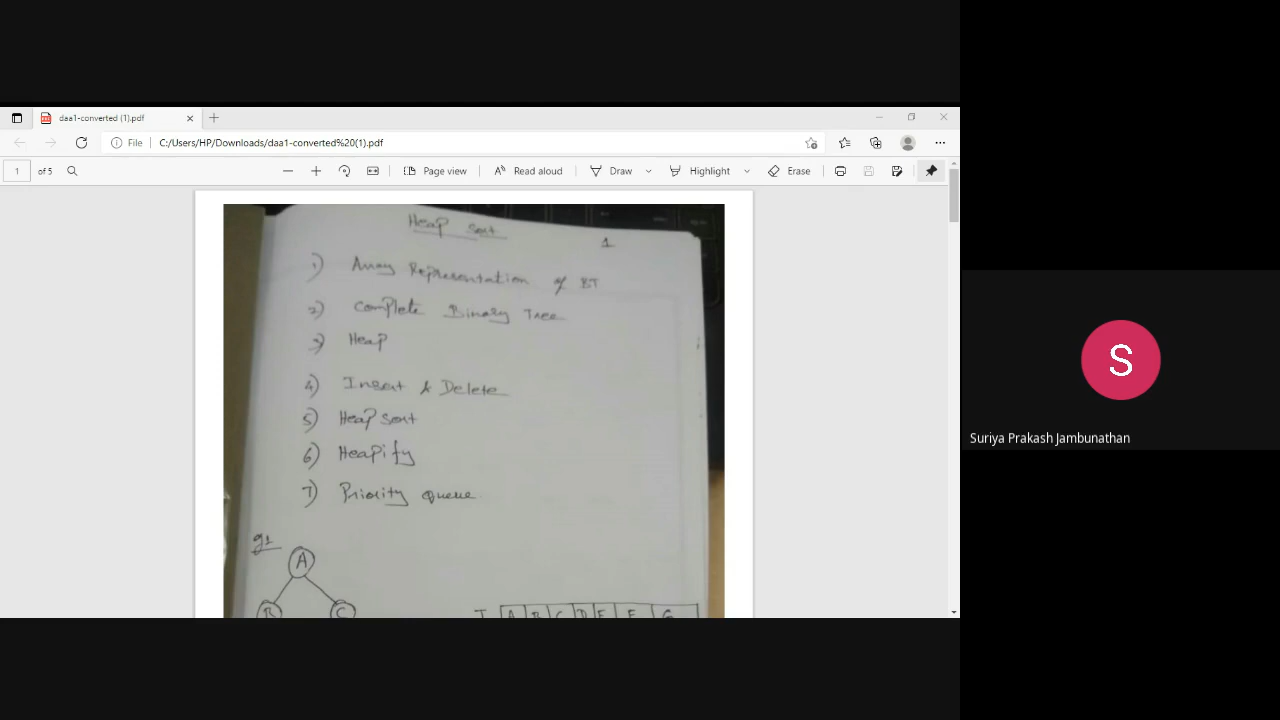 daa1-converted (1).pdf
File C:/Users/HP/Downloads/daa1-converted%20(1).pdf
1 of 5 Page view Read aloud Draw Highlight Erase
Heap Sort
1
1) Array Representation of BT
2) Complete Binary Tree
3) Heap
4) Insert & Delete
5) Heap Sort
6) Heapify
7) Priority queue
A
B C
T A B C D E F G
S
Suriya Prakash Jambunathan